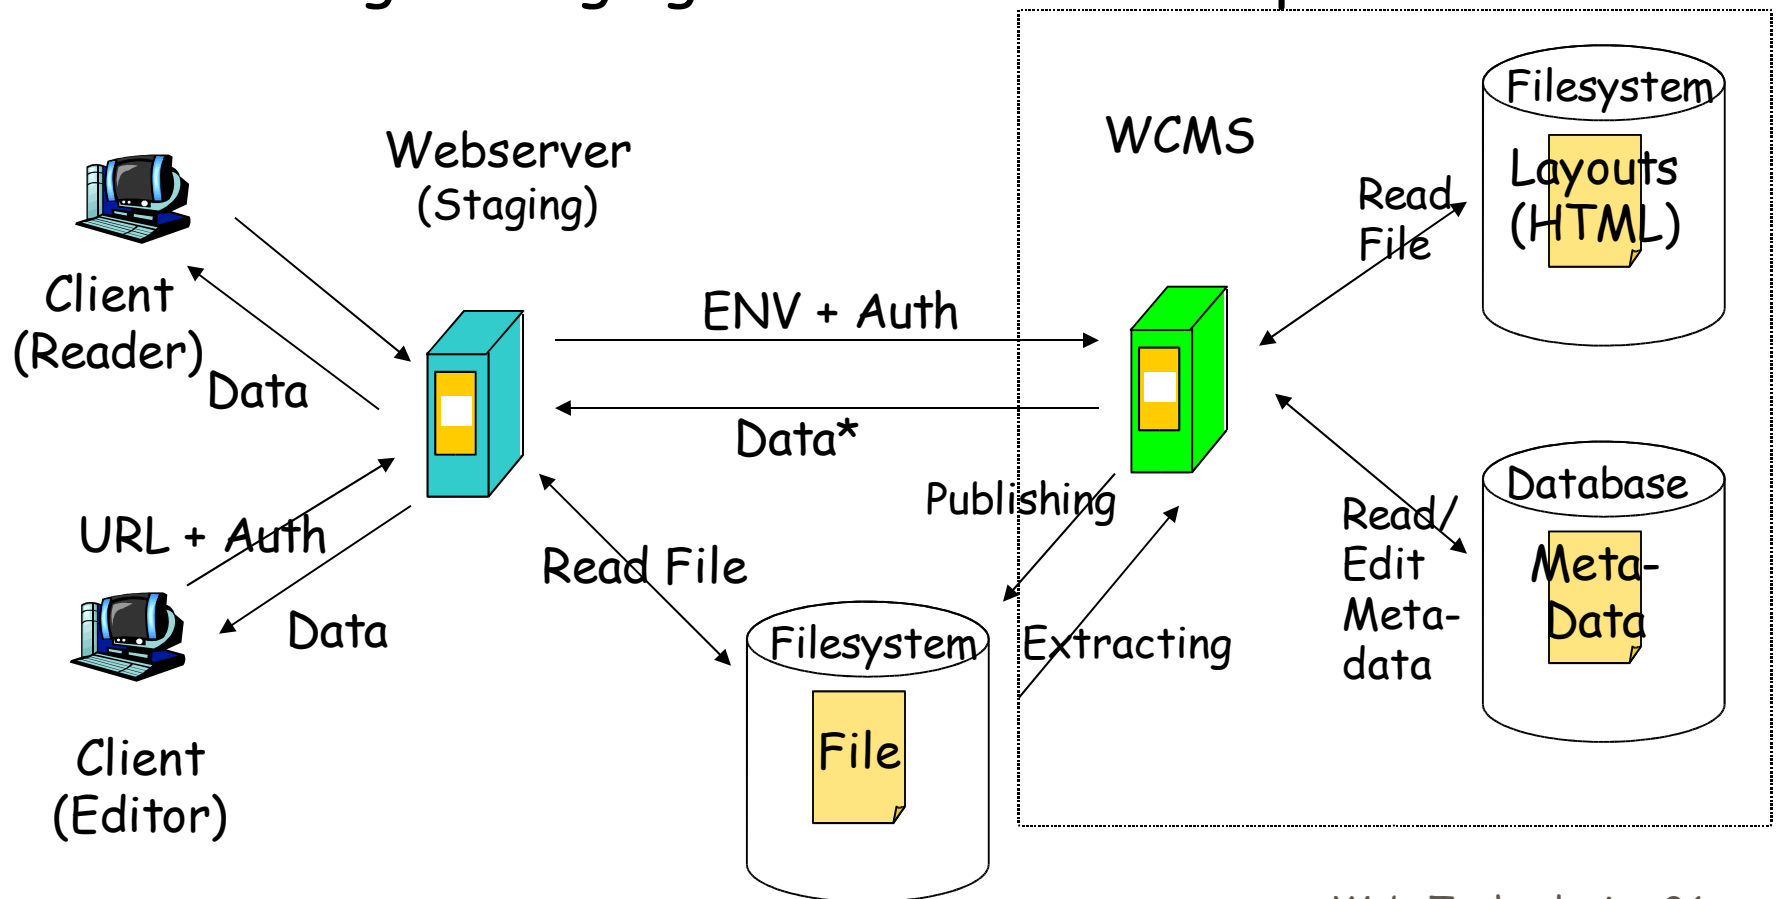 Filesystem
Layouts
(HTML)
WCMS
Webserver
(Staging)
Read
File
Client
(Reader)
ENV + Auth
Data
Data*
Publishing
Database
Meta-
Data
Read/
Edit
Meta-
data
URL + Auth
Read File
Data
Filesystem
Extracting
File
Client
(Editor)